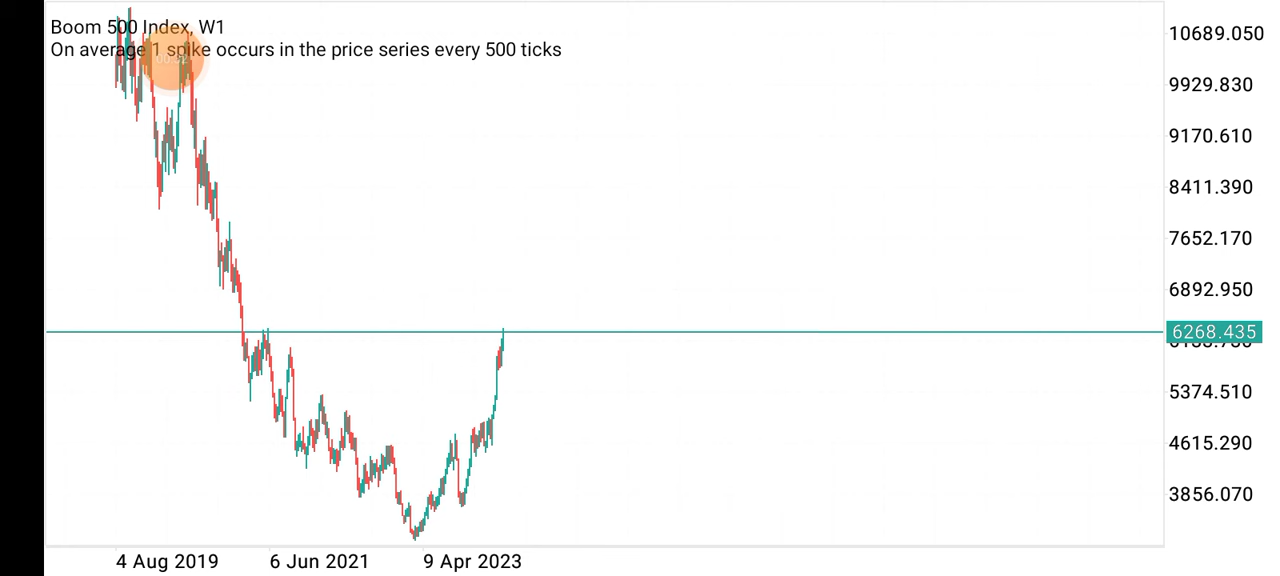 Boom 500 Index, W1
On average 1 spike occurs in the price series every 500 ticks
10689.050
9929.830
9170.610
8411.390
7652.170
6892.950
6268.435
5374.510
4615.290
3856.070
4 Aug 2019
6 Jun 2021
9 Apr 2023